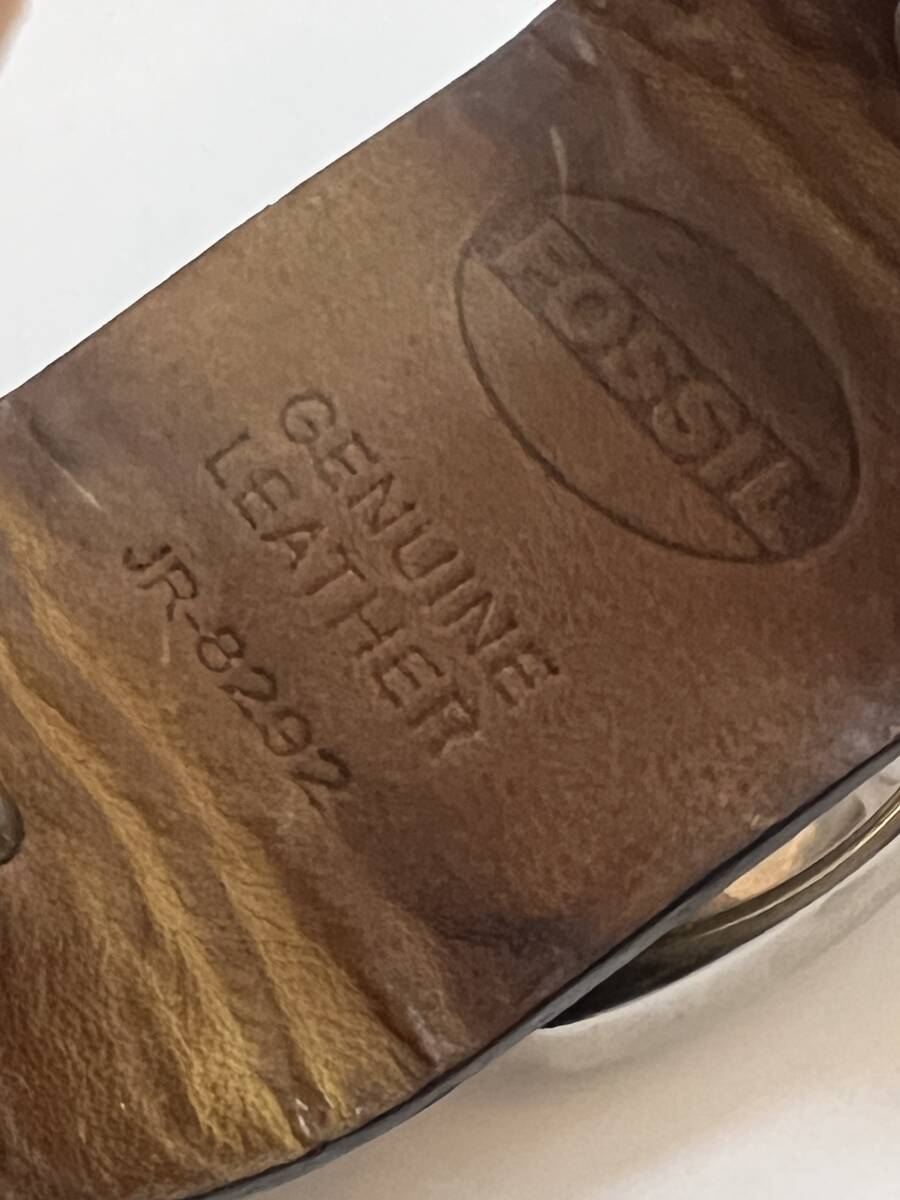 FOSSIL
GENUINE
LEATHER
JR-8292